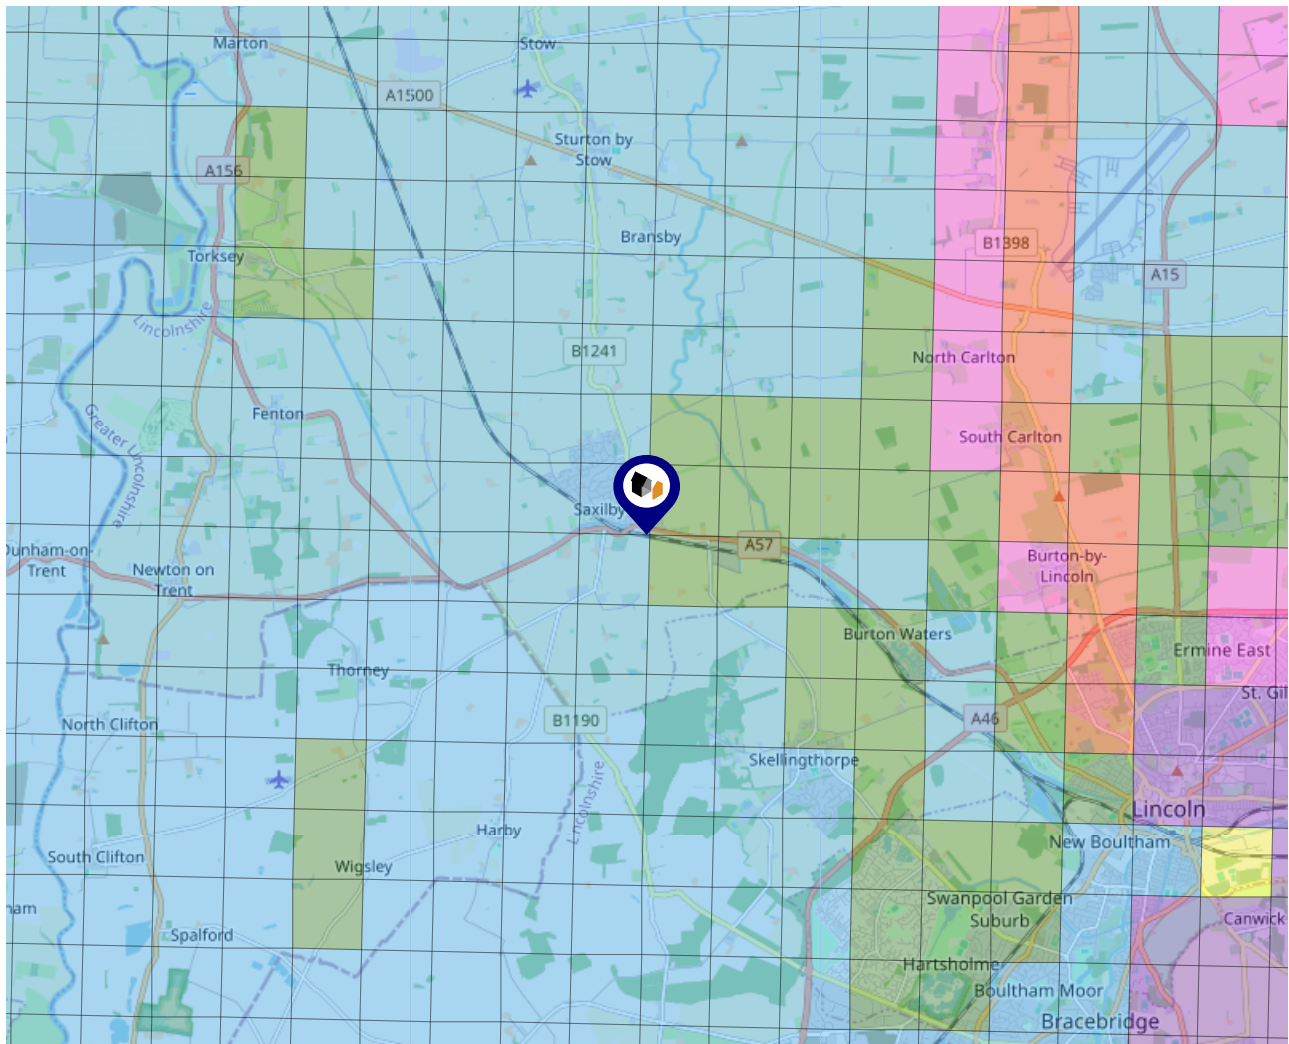 Marton
Stow
A1500
Sturton by
Stow
A156
Bransby
B1398
Torksey
A15
Lincolnshire
B1241
North Carlton
Greater Lincolnshire
Fenton
South Carlton
Saxilby
A57
Dunham-on-
Trent
Newton on
Trent
Burton-by-
Lincoln
Burton Waters
Ermine East
Thorney
St. Gil
North Clifton
B1190
A46
Skellingthorpe
Lincolnshire
Lincoln
Harby
New Boultham
South Clifton
Wigsley
Swanpool Garden
Suburb
ham
Canwick
Spalford
Hartsholme
Boultham Moor
Bracebridge